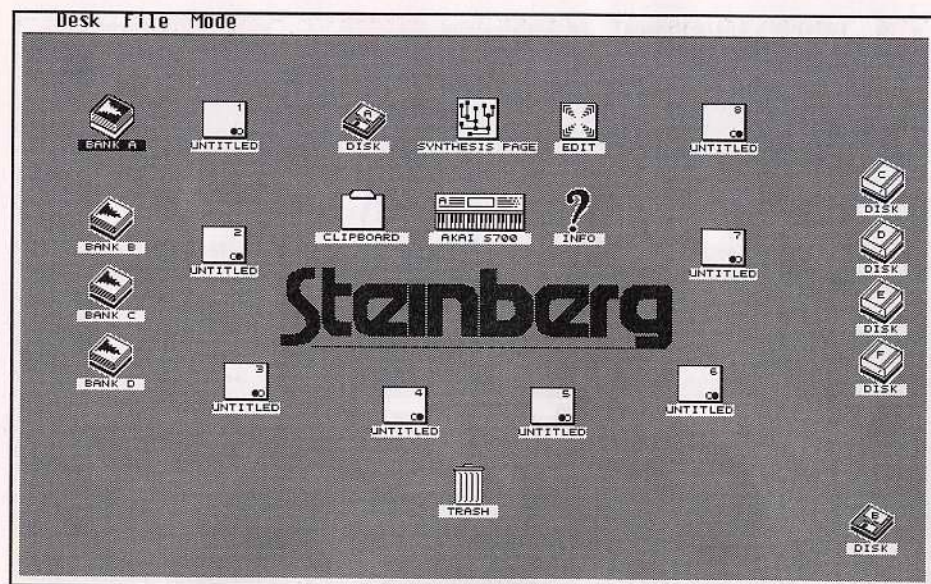 Desk File Mode
1
A
8
BANK A
UNTITLED
DISK
SYNTHESIS PAGE
EDIT
UNTITLED
C
DISK
A
?
CLIPBOARD
AKAI S700
INFO
BANK B
2
UNTITLED
7
UNTITLED
D
DISK
Steinberg
BANK C
E
DISK
BANK D
F
DISK
3
UNTITLED
4
UNTITLED
5
UNTITLED
6
UNTITLED
TRASH
B
DISK